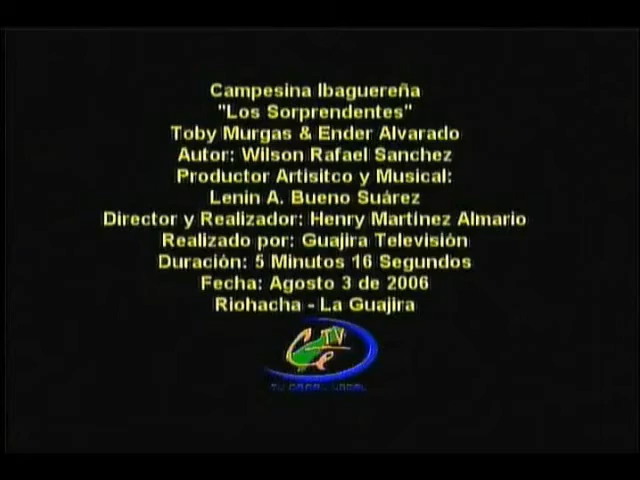 Campesina Ibaguereña
"Los Sorprendentes"
Toby Murgas & Ender Alvarado
Autor: Wilson Rafael Sanchez
Productor Artisitco y Musical:
Lenin A. Bueno Suárez
Director y Realizador: Henry Martinez Almario
Realizado por: Guajira Televisión
Duración: 5 Minutos 16 Segundos
Fecha: Agosto 3 de 2006
Riohacha - La Guajira
TV